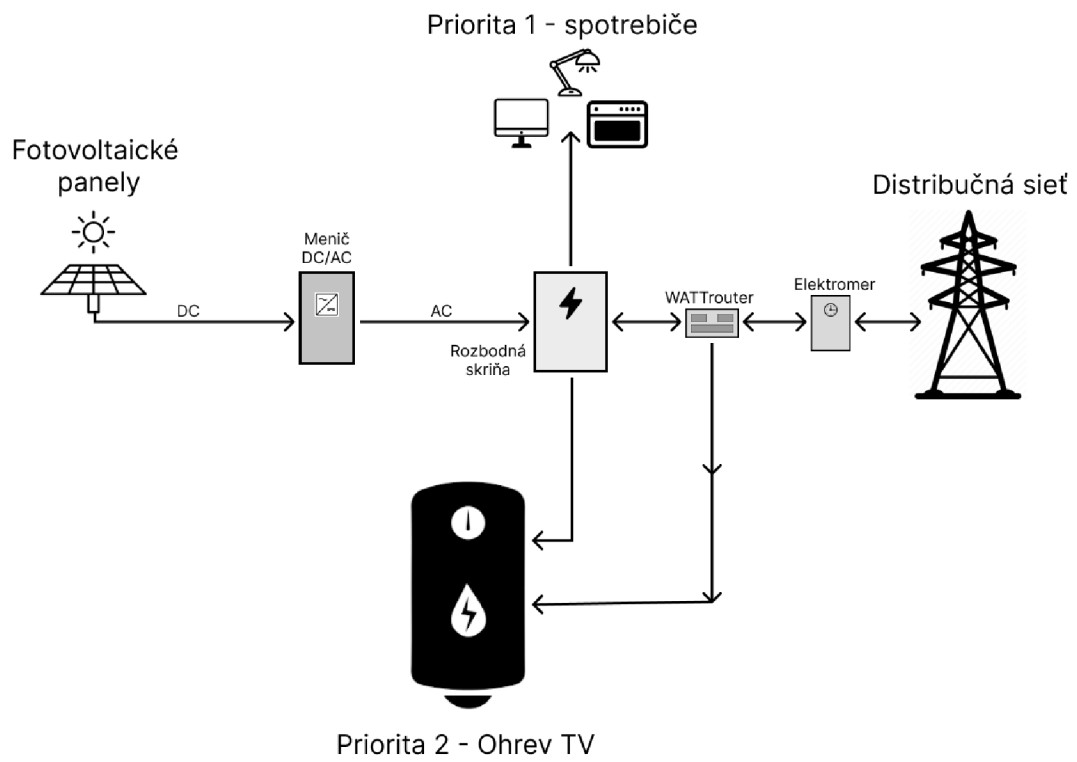 Priorita 1 - spotrebiče
Fotovoltaické
panely
Distribučná sieť
Menič
DC/AC
Elektromer
WATTrouter
DC
AC
Rozbodná
skriňa
Priorita 2 - Ohrev TV